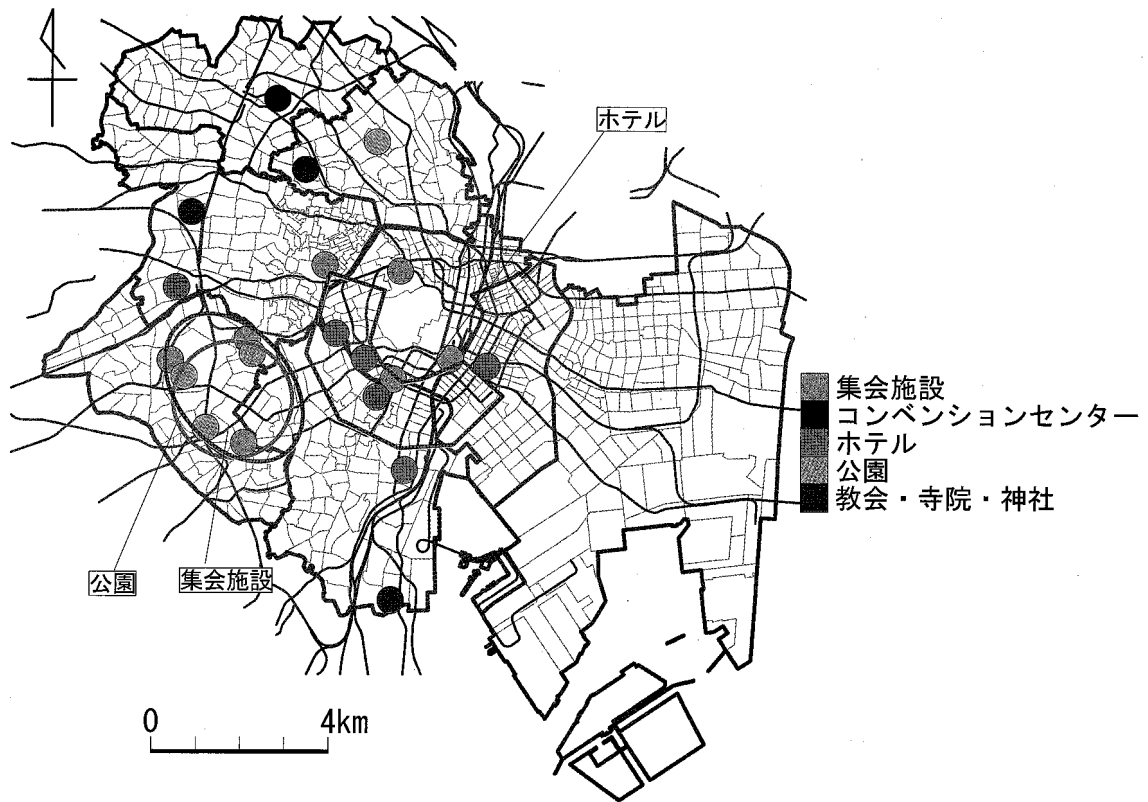 ホテル
集会施設
コンベンションセンター
ホテル
公園
教会・寺院・神社
公園
集会施設
0 4km